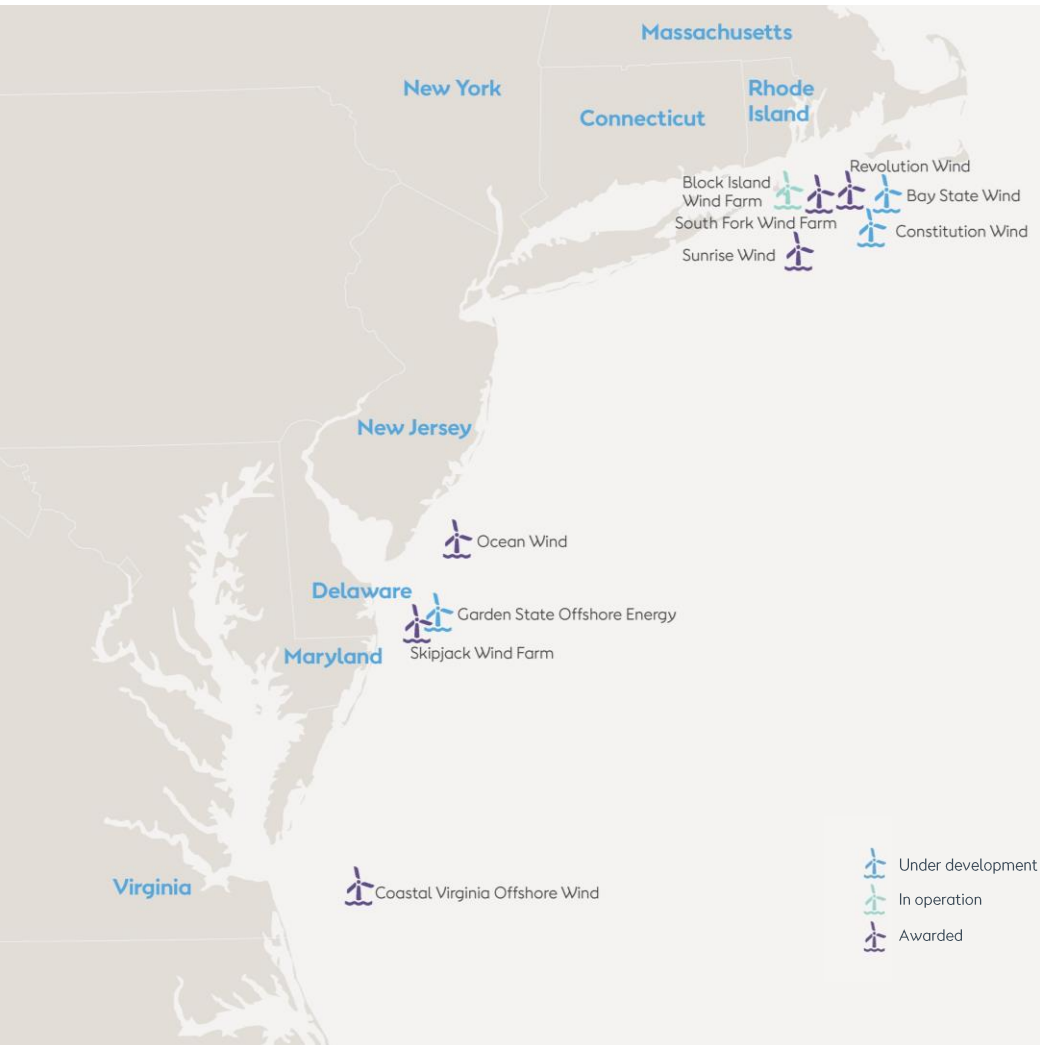 Massachusetts
New York
Rhode
Island
Connecticut
Revolution Wind
Block Island
Wind Farm
Bay State Wind
South Fork Wind Farm
Constitution Wind
Sunrise Wind
New Jersey
Ocean Wind
Delaware
Garden State Offshore Energy
Maryland
Skipjack Wind Farm
Virginia
Coastal Virginia Offshore Wind
Under development
In operation
Awarded